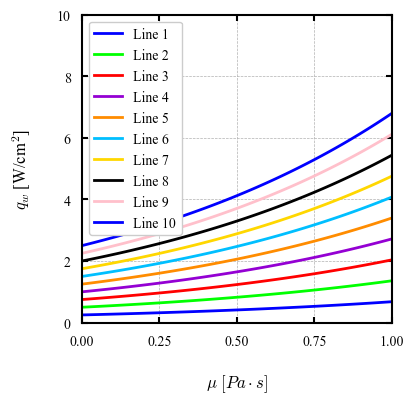 10
8
6
4
2
0
q_w [W/cm²]
Line 1
Line 2
Line 3
Line 4
Line 5
Line 6
Line 7
Line 8
Line 9
Line 10
0.00 0.25 0.50 0.75 1.00
μ [Pa · s]